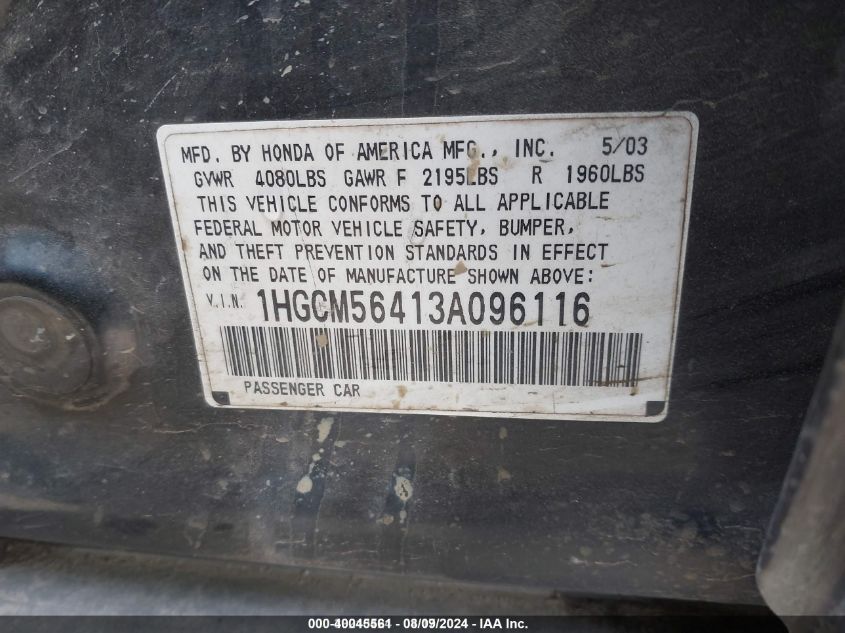 MFD. BY HONDA OF AMERICA MFG., INC. 5/03
GVWR 4080LBS GAWR F 2195LBS R 1960LBS
THIS VEHICLE CONFORMS TO ALL APPLICABLE
FEDERAL MOTOR VEHICLE SAFETY, BUMPER,
AND THEFT PREVENTION STANDARDS IN EFFECT
ON THE DATE OF MANUFACTURE SHOWN ABOVE:
V.I.N. 1HGCM56413A096116
PASSENGER CAR
000-40045561 - 08/09/2024 - IAA Inc.